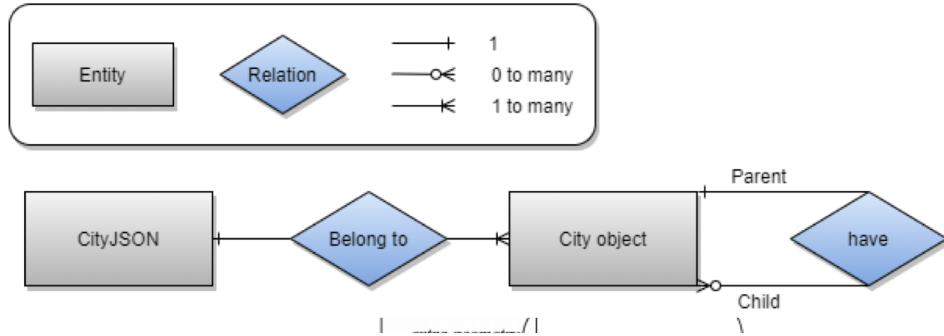 1
Entity
Relation
0 to many
1 to many
Parent
CityJSON
Belong to
City object
have
Child